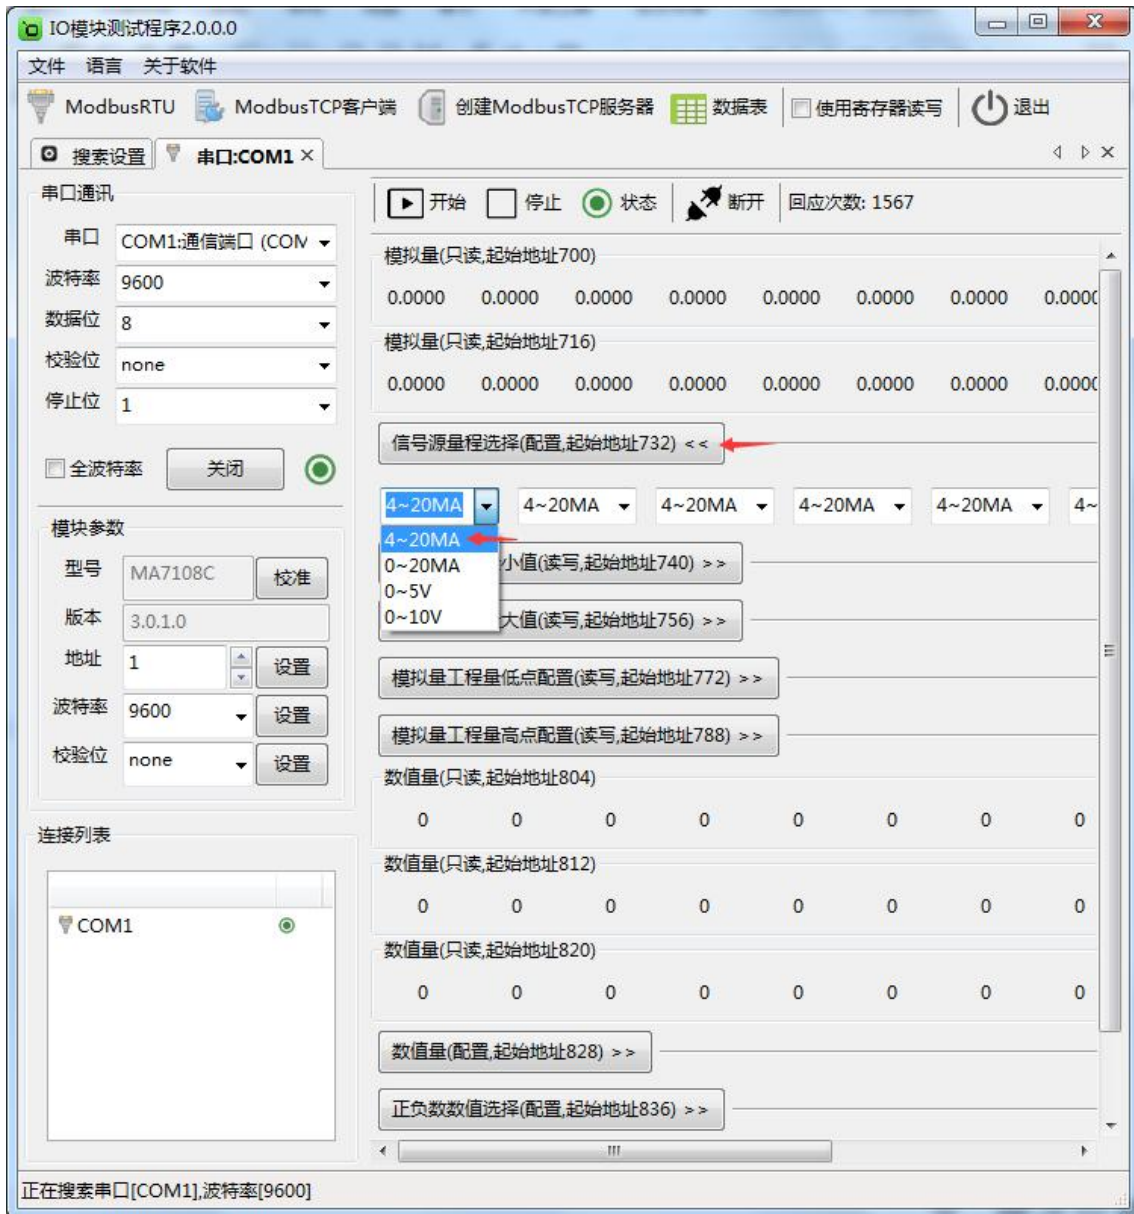 IO模块测试程序2.0.0.0
文件 语言 关于软件
ModbusRTU ModbusTCP客户端 创建ModbusTCP服务器 数据表 使用寄存器读写 退出
搜索设置 串口:COM1 ×
串口通讯
串口 COM1:通信端口 (COM
波特率 9600
数据位 8
校验位 none
停止位 1
全波特率 关闭
模块参数
型号 MA7108C 校准
版本 3.0.1.0
地址 1 设置
波特率 9600 设置
校验位 none 设置
连接列表
COM1
开始 停止 状态 断开 回应次数: 1567
模拟量(只读,起始地址700)
0.0000 0.0000 0.0000 0.0000 0.0000 0.0000 0.0000 0.0000
模拟量(只读,起始地址716)
0.0000 0.0000 0.0000 0.0000 0.0000 0.0000 0.0000 0.0000
信号源量程选择(配置,起始地址732) <<
4~20MA 4~20MA 4~20MA 4~20MA 4~20MA 4~
4~20MA
0~20MA
0~5V
0~10V
小值(读写,起始地址740) >>
大值(读写,起始地址756) >>
模拟量工程量低点配置(读写,起始地址772) >>
模拟量工程量高点配置(读写,起始地址788) >>
数值量(只读,起始地址804)
0 0 0 0 0 0 0 0
数值量(只读,起始地址812)
0 0 0 0 0 0 0 0
数值量(只读,起始地址820)
0 0 0 0 0 0 0 0
数值量(配置,起始地址828) >>
正负数数值选择(配置,起始地址836) >>
正在搜索串口[COM1],波特率[9600]